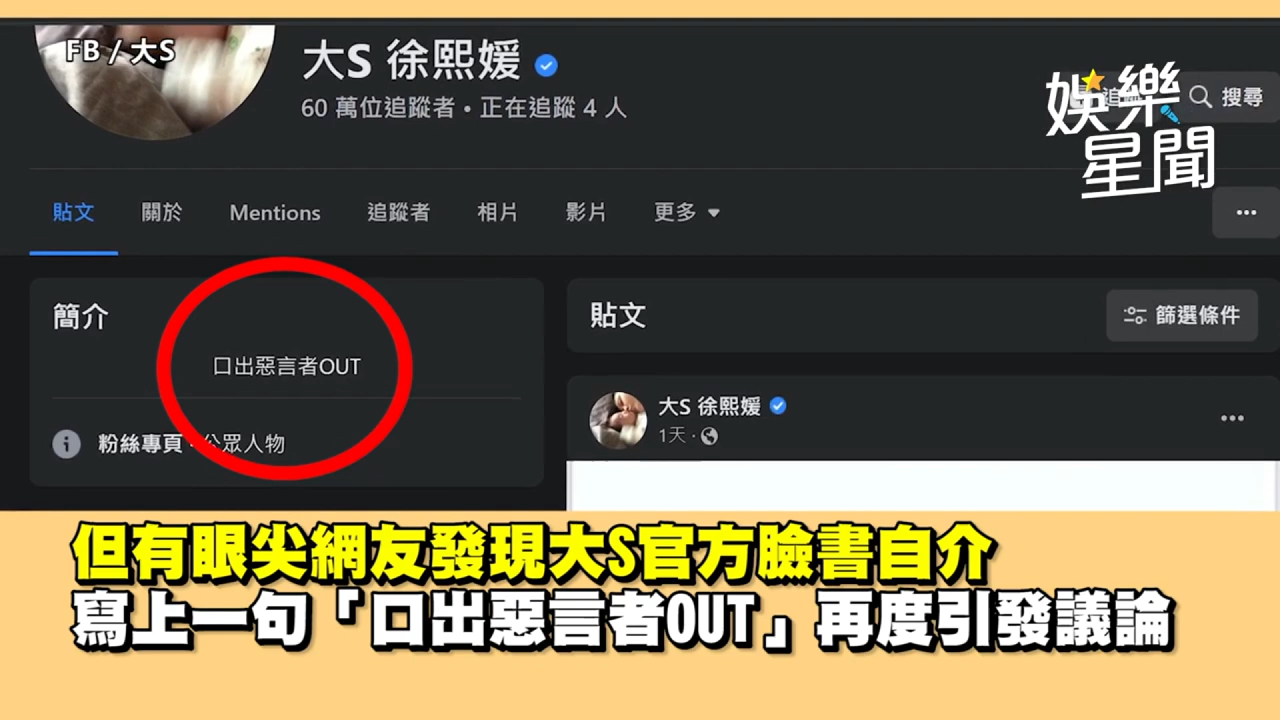 FB / 大S
大S 徐熙媛
60 萬位追蹤者 • 正在追蹤 4 人
娛樂
星聞
搜尋
貼文
關於
Mentions
追蹤者
相片
影片
更多
簡介
口出惡言者OUT
粉絲專頁 · 公眾人物
貼文
篩選條件
大S 徐熙媛
1天 ·
但有眼尖網友發現大S官方臉書自介
寫上一句「口出惡言者OUT」再度引發議論